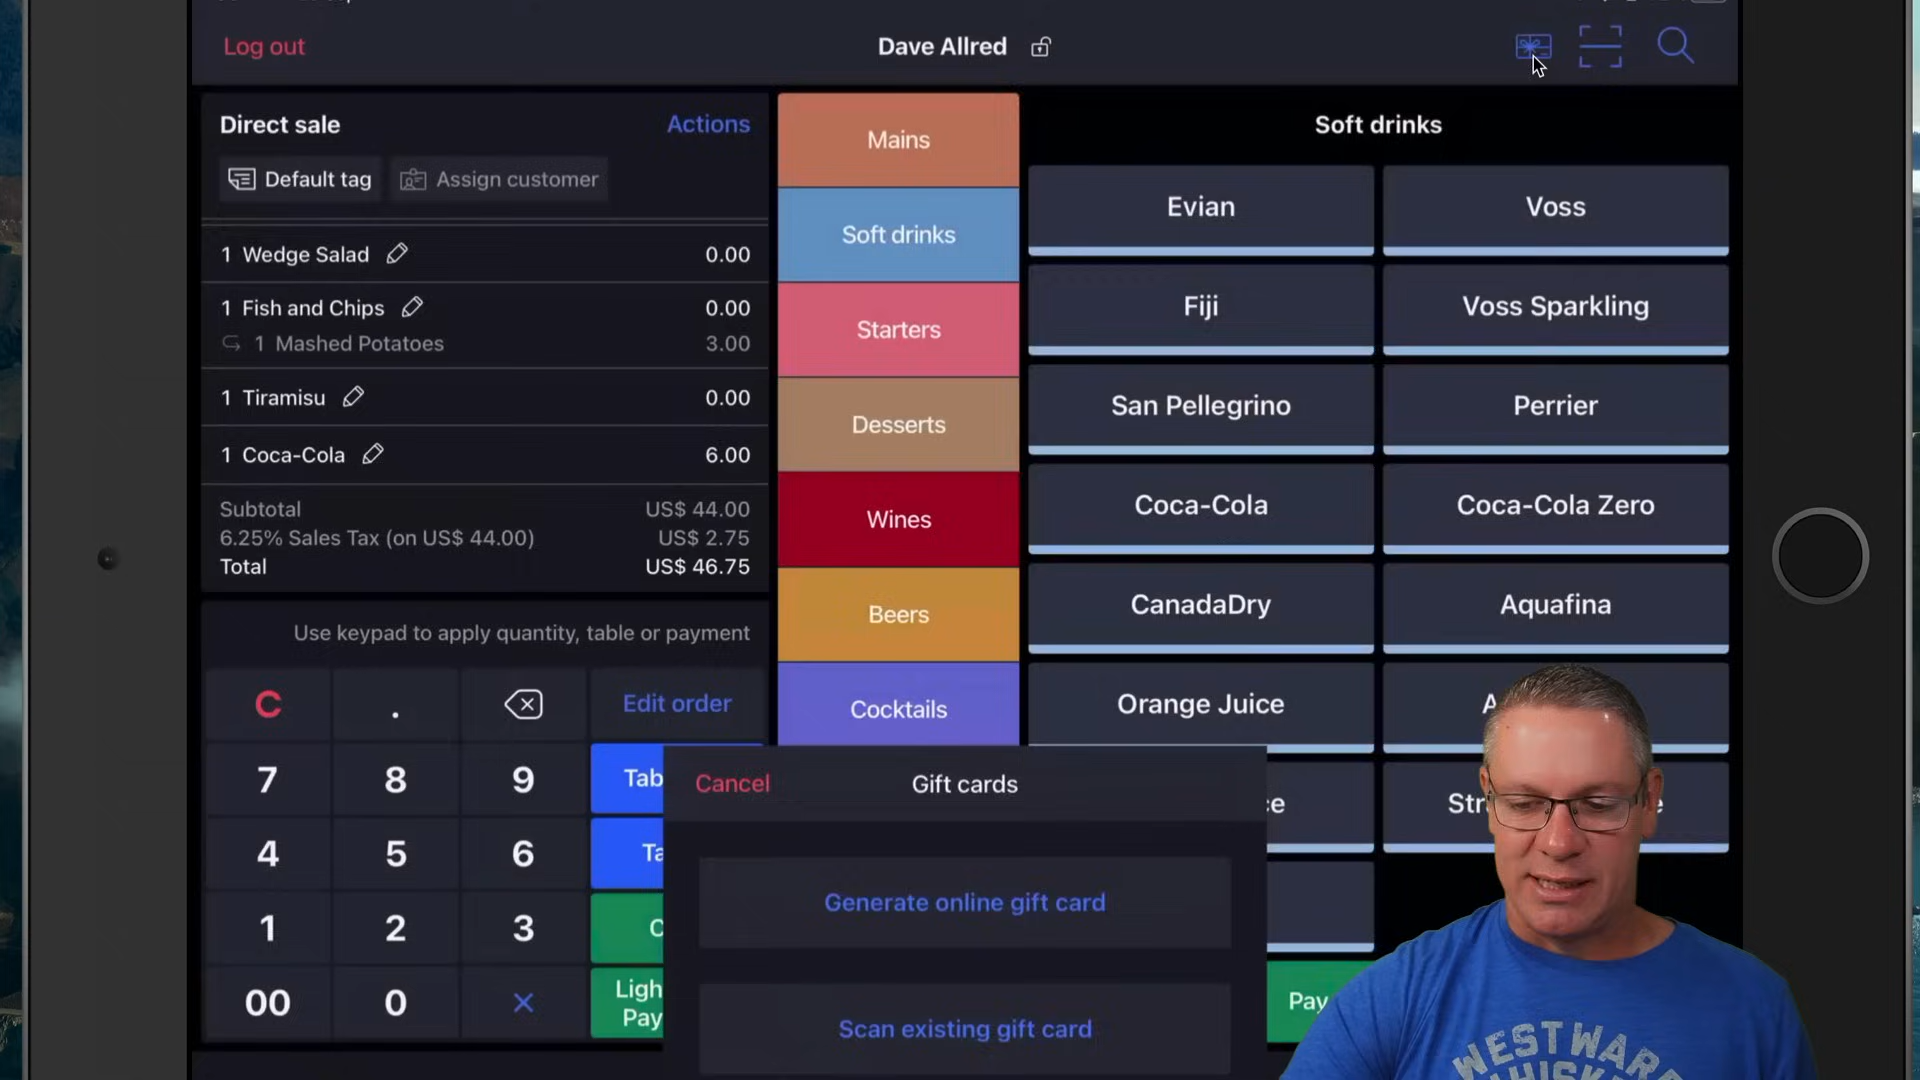 Log out
Dave Allred
Direct sale
Actions
Default tag
Assign customer
1 Wedge Salad 0.00
1 Fish and Chips 0.00
1 Mashed Potatoes 3.00
1 Tiramisu 0.00
1 Coca-Cola 6.00
Subtotal US$ 44.00
6.25% Sales Tax (on US$ 44.00) US$ 2.75
Total US$ 46.75
Use keypad to apply quantity, table or payment
C . Edit order
7 8 9
4 5 6
1 2 3
00 0 ×
Mains
Soft drinks
Starters
Desserts
Wines
Beers
Cocktails
Soft drinks
Evian
Voss
Fiji
Voss Sparkling
San Pellegrino
Perrier
Coca-Cola
Coca-Cola Zero
CanadaDry
Aquafina
Orange Juice
Pay
Cancel
Gift cards
Generate online gift card
Scan existing gift card